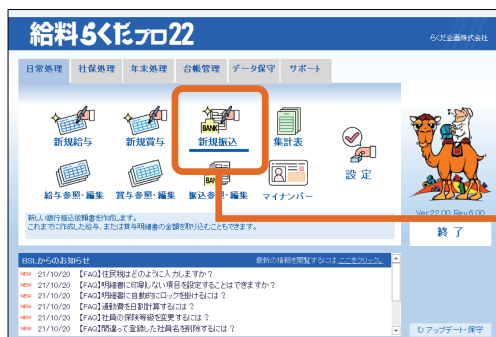 給料らくだプロ22
らくだ企画株式会社
日常処理 社保処理 年末処理 台帳管理 データ保守 サポート
BANK
新規給与 新規賞与 新規振込 集計表
設 定
BANK
給与参照・編集 賞与参照・編集 振込参照・編集 マイナンバー
Ver.22.00 Rev.6.00
新しい銀行振込依頼書を作成します。
これまでに作成した給与、または賞与明細書の金額を取り込むこともできます。
終 了
BSLからのお知らせ 最新の情報を閲覧するには ここをクリック。
NEW 21/10/20 【FAQ】住民税はどのように入力しますか?
NEW 21/10/20 【FAQ】明細書に印刷しない項目を設定することはできますか?
NEW 21/10/20 【FAQ】明細書に自動的にロックを掛けるには?
NEW 21/10/20 【FAQ】通勤費を日割計算するには?
NEW 21/10/20 【FAQ】社員の保険等級を変更するには?
NEW 21/10/20 【FAQ】間違って登録した社員名を削除するには?
アップデート・保守